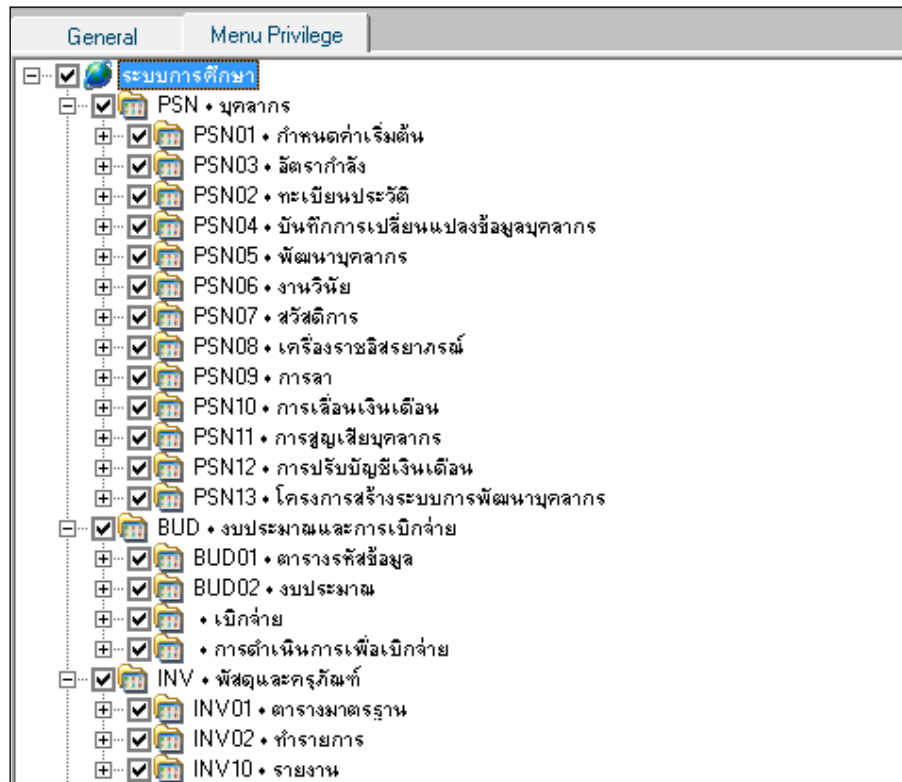 General Menu Privilege
ระบบการศึกษา
PSN • บุคลากร
PSN01 • กำหนดค่าเริ่มต้น
PSN03 • อัตรากำลัง
PSN02 • ทะเบียนประวัติ
PSN04 • บันทึกการเปลี่ยนแปลงข้อมูลบุคลากร
PSN05 • พัฒนาบุคลากร
PSN06 • งานวินัย
PSN07 • สวัสดิการ
PSN08 • เครื่องราชอิสรยาภรณ์
PSN09 • การลา
PSN10 • การเลื่อนเงินเดือน
PSN11 • การสูญเสียบุคลากร
PSN12 • การปรับบัญชีเงินเดือน
PSN13 • โครงการสร้างระบบการพัฒนาบุคลากร
BUD • งบประมาณและการเบิกจ่าย
BUD01 • ตารางรหัสข้อมูล
BUD02 • งบประมาณ
• เบิกจ่าย
• การดำเนินการเพื่อเบิกจ่าย
INV • พัสดุและครุภัณฑ์
INV01 • ตารางมาตรฐาน
INV02 • ทำรายการ
INV10 • รายงาน